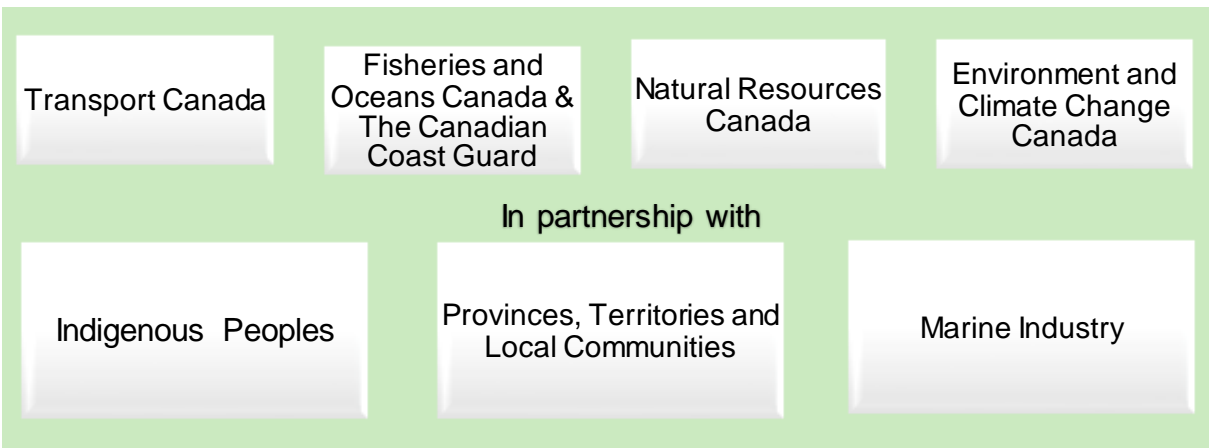 Transport Canada
Fisheries and
Oceans Canada &
The Canadian
Coast Guard
Natural Resources
Canada
Environment and
Climate Change
Canada
In partnership with
Indigenous Peoples
Provinces, Territories and
Local Communities
Marine Industry